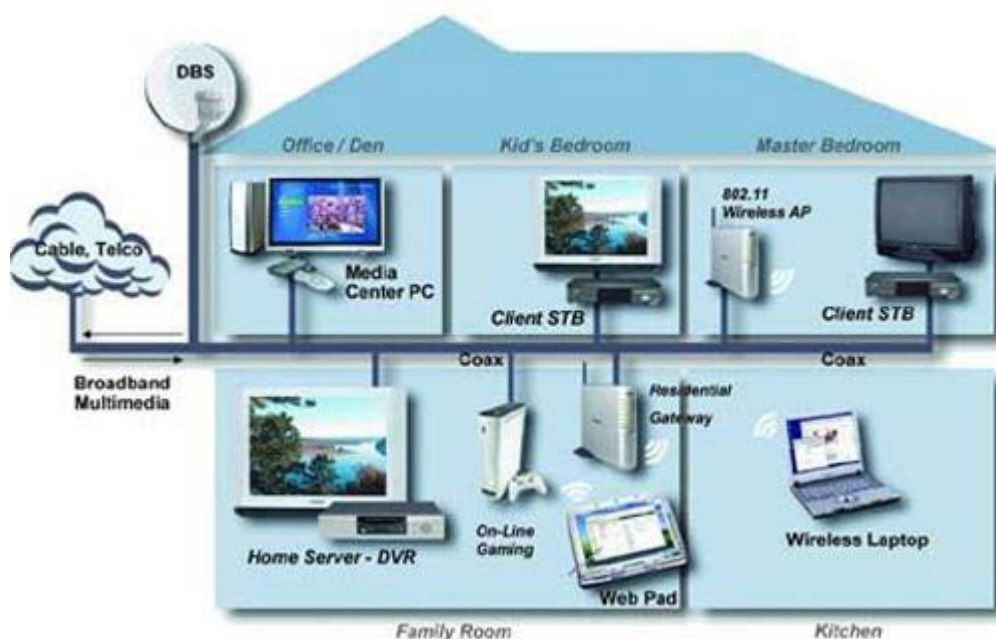 DBS
Office / Den
Kid's Bedroom
Master Bedroom
802.11
Wireless AP
Cable, Telco
Media
Center PC
Client STB
Client STB
Coax
Coax
Broadband
Multimedia
Residential
Gateway
On-Line
Gaming
Home Server - DVR
Wireless Laptop
Web Pad
Family Room
Kitchen